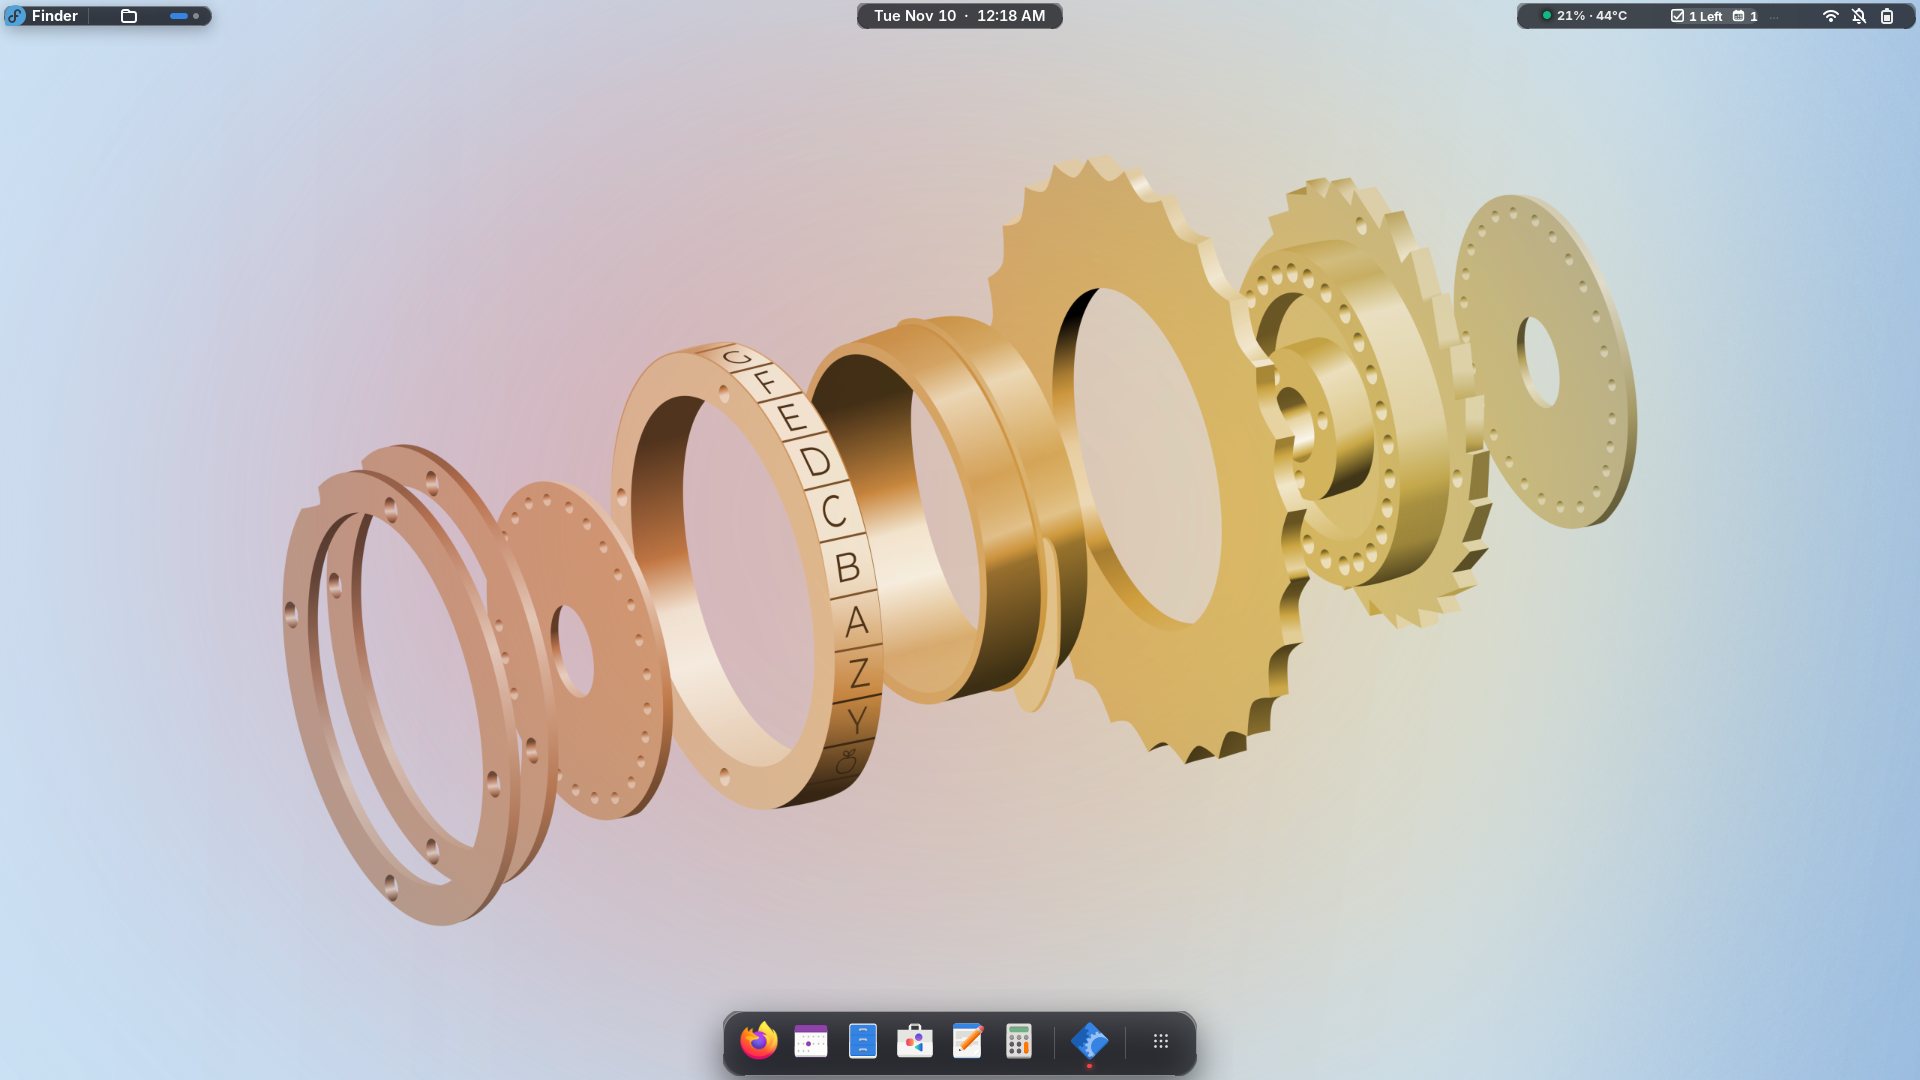 Finder
Tue Nov 10 · 12:18 AM
21% · 44°C
1 Left
1
...
G
F
E
D
C
B
A
Z
Y